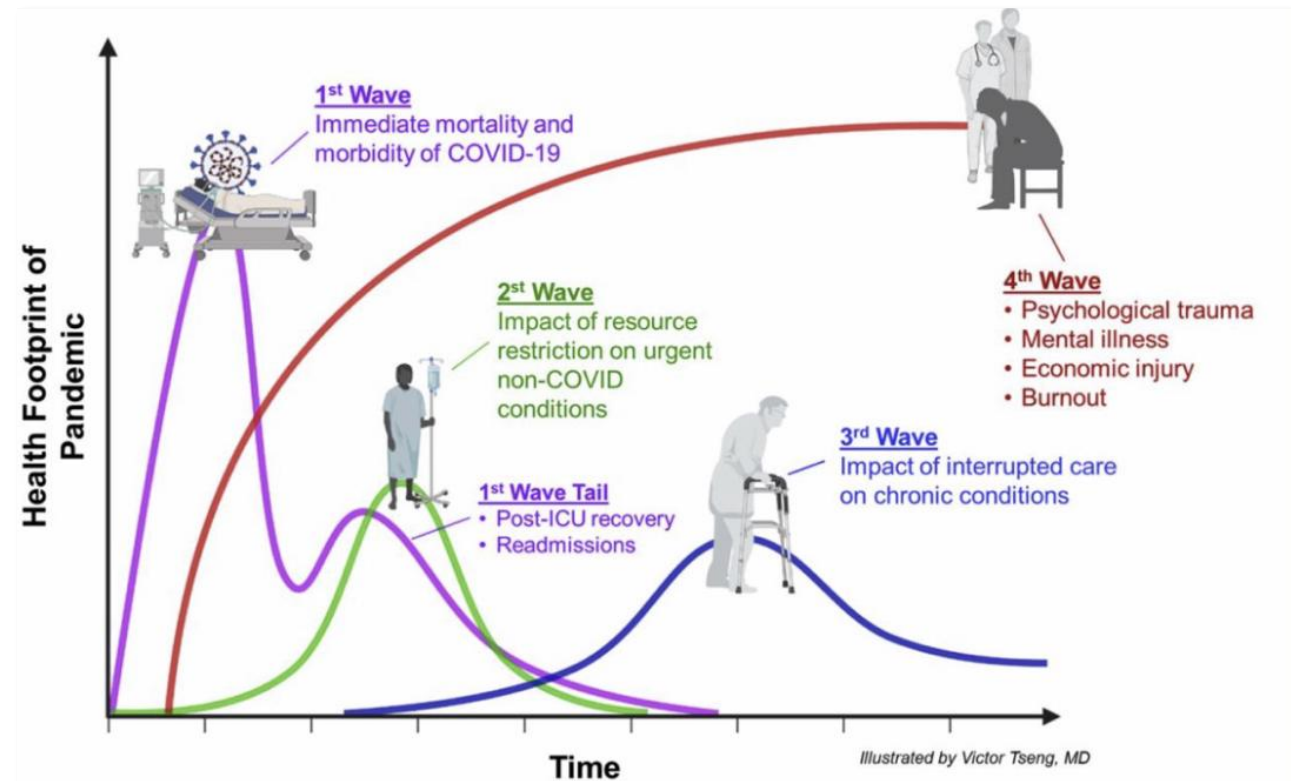 1st Wave
Immediate mortality and
morbidity of COVID-19
2st Wave
Impact of resource
restriction on urgent
non-COVID
conditions
1st Wave Tail
• Post-ICU recovery
• Readmissions
3rd Wave
Impact of interrupted care
on chronic conditions
4th Wave
• Psychological trauma
• Mental illness
• Economic injury
• Burnout
Health Footprint of
Pandemic
Time
Illustrated by Victor Tseng, MD